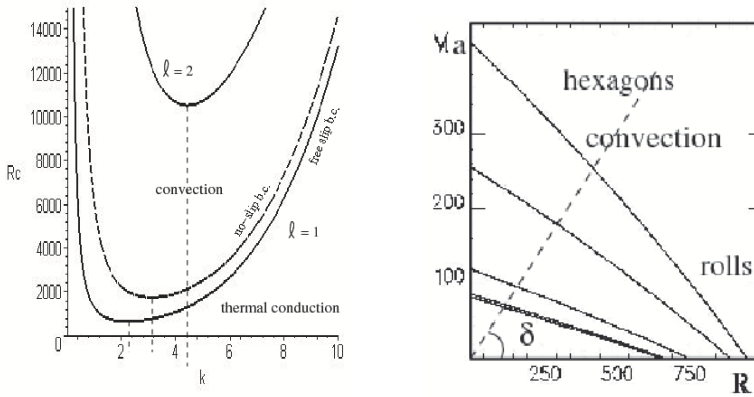 14000
12000
10000
Rc
8000
6000
4000
2000
0
2
4
6
8
10
k
ℓ = 2
convection
no-slip b.c.
free slip b.c.
ℓ = 1
thermal conduction
Ma
300
200
100
hexagons
convection
rolls
δ
250
500
750
R